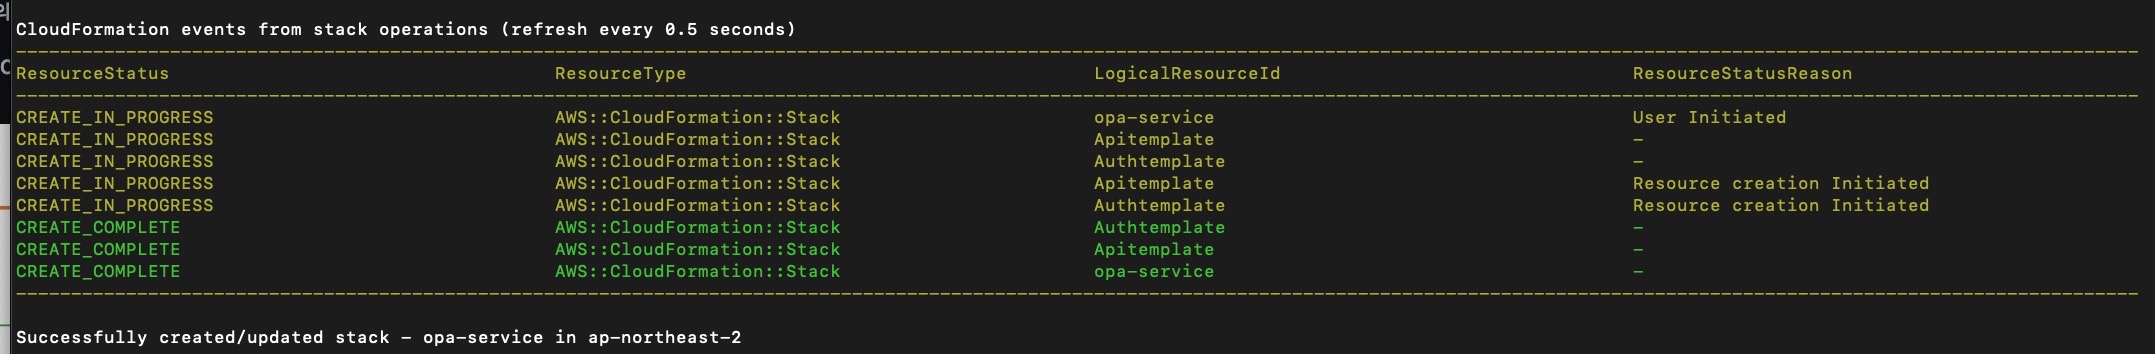 CloudFormation events from stack operations (refresh every 0.5 seconds)
ResourceStatus ResourceType LogicalResourceId ResourceStatusReason
CREATE_IN_PROGRESS AWS::CloudFormation::Stack opa-service User Initiated
CREATE_IN_PROGRESS AWS::CloudFormation::Stack Apitemplate -
CREATE_IN_PROGRESS AWS::CloudFormation::Stack Authtemplate -
CREATE_IN_PROGRESS AWS::CloudFormation::Stack Apitemplate Resource creation Initiated
CREATE_IN_PROGRESS AWS::CloudFormation::Stack Authtemplate Resource creation Initiated
CREATE_COMPLETE AWS::CloudFormation::Stack Authtemplate -
CREATE_COMPLETE AWS::CloudFormation::Stack Apitemplate -
CREATE_COMPLETE AWS::CloudFormation::Stack opa-service -
Successfully created/updated stack - opa-service in ap-northeast-2